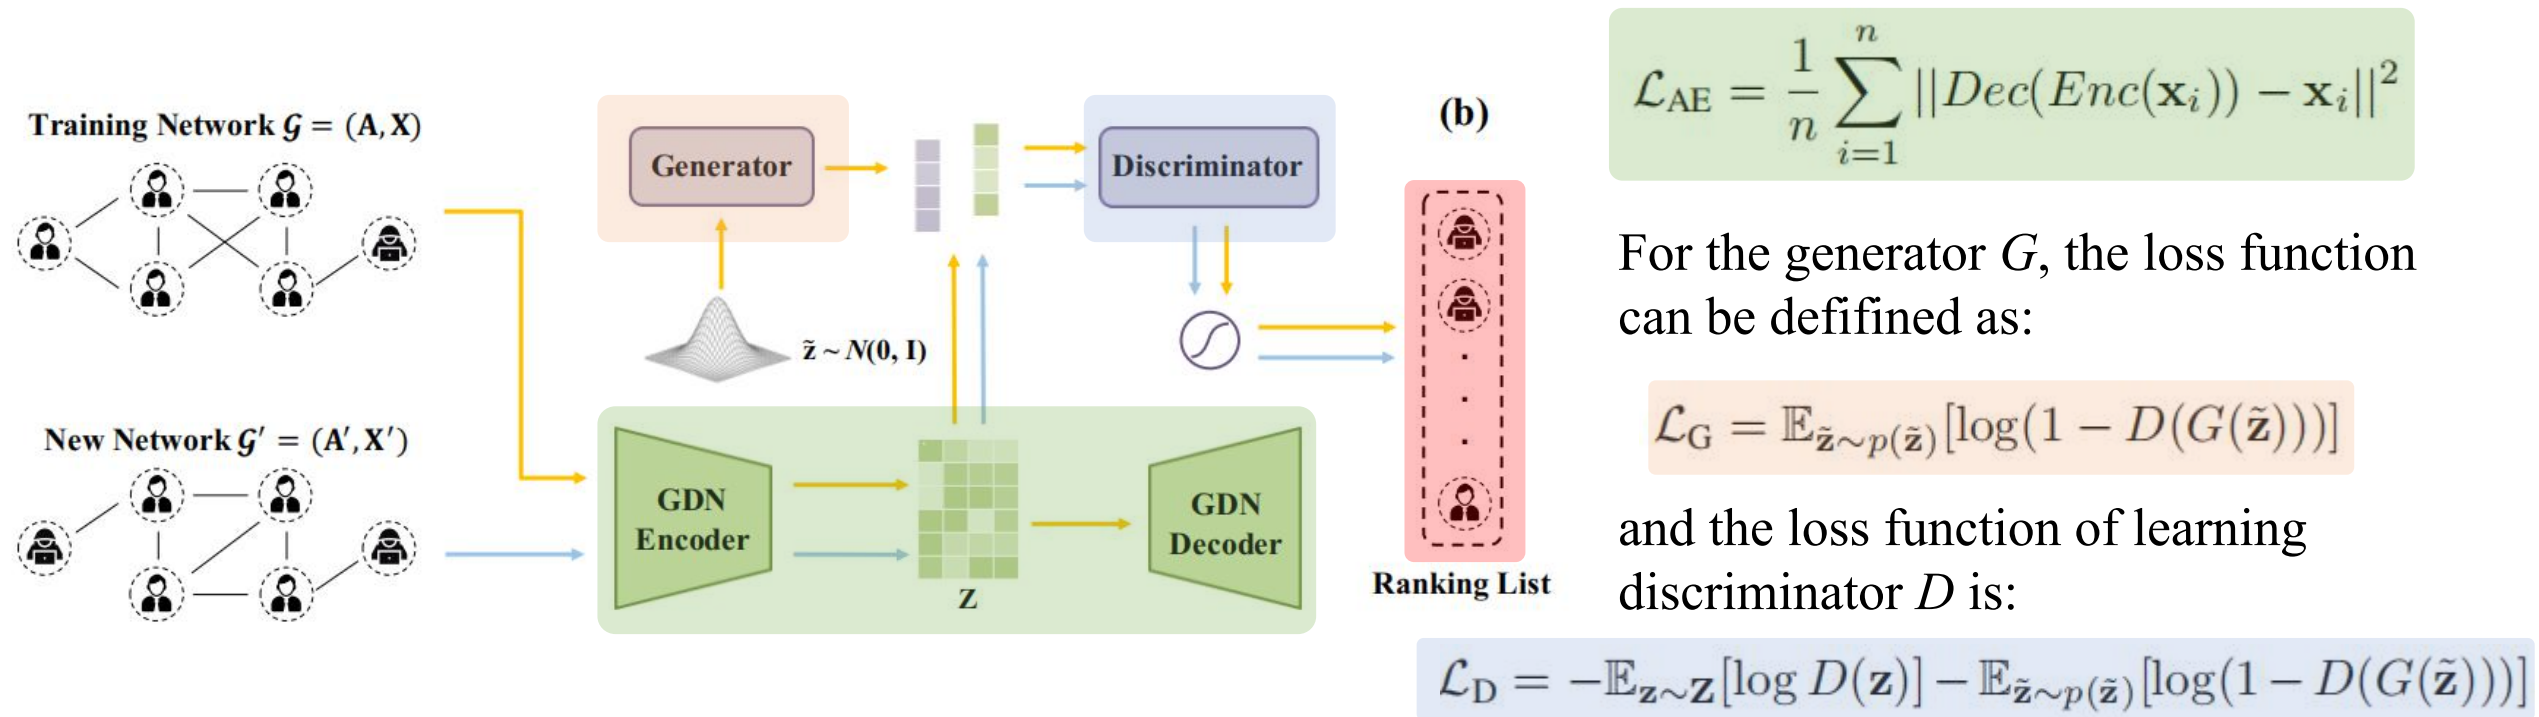 Training Network 𝒢 = (A, X)
New Network 𝒢′ = (A′, X′)
Generator
z̃ ~ N(0, I)
GDN
Encoder
Z
GDN
Decoder
Discriminator
(b)
Ranking List
ℒ_AE = \frac{1}{n} \sum_{i=1}^{n} ||Dec(Enc(x_i)) − x_i||^2
For the generator G, the loss function
can be defifined as:
ℒ_G = 𝔼_{z̃∼p(z̃)}[log(1 − D(G(z̃)))]
and the loss function of learning
discriminator D is:
ℒ_D = −𝔼_{z∼Z}[log D(z)] − 𝔼_{z̃∼p(z̃)}[log(1 − D(G(z̃)))]